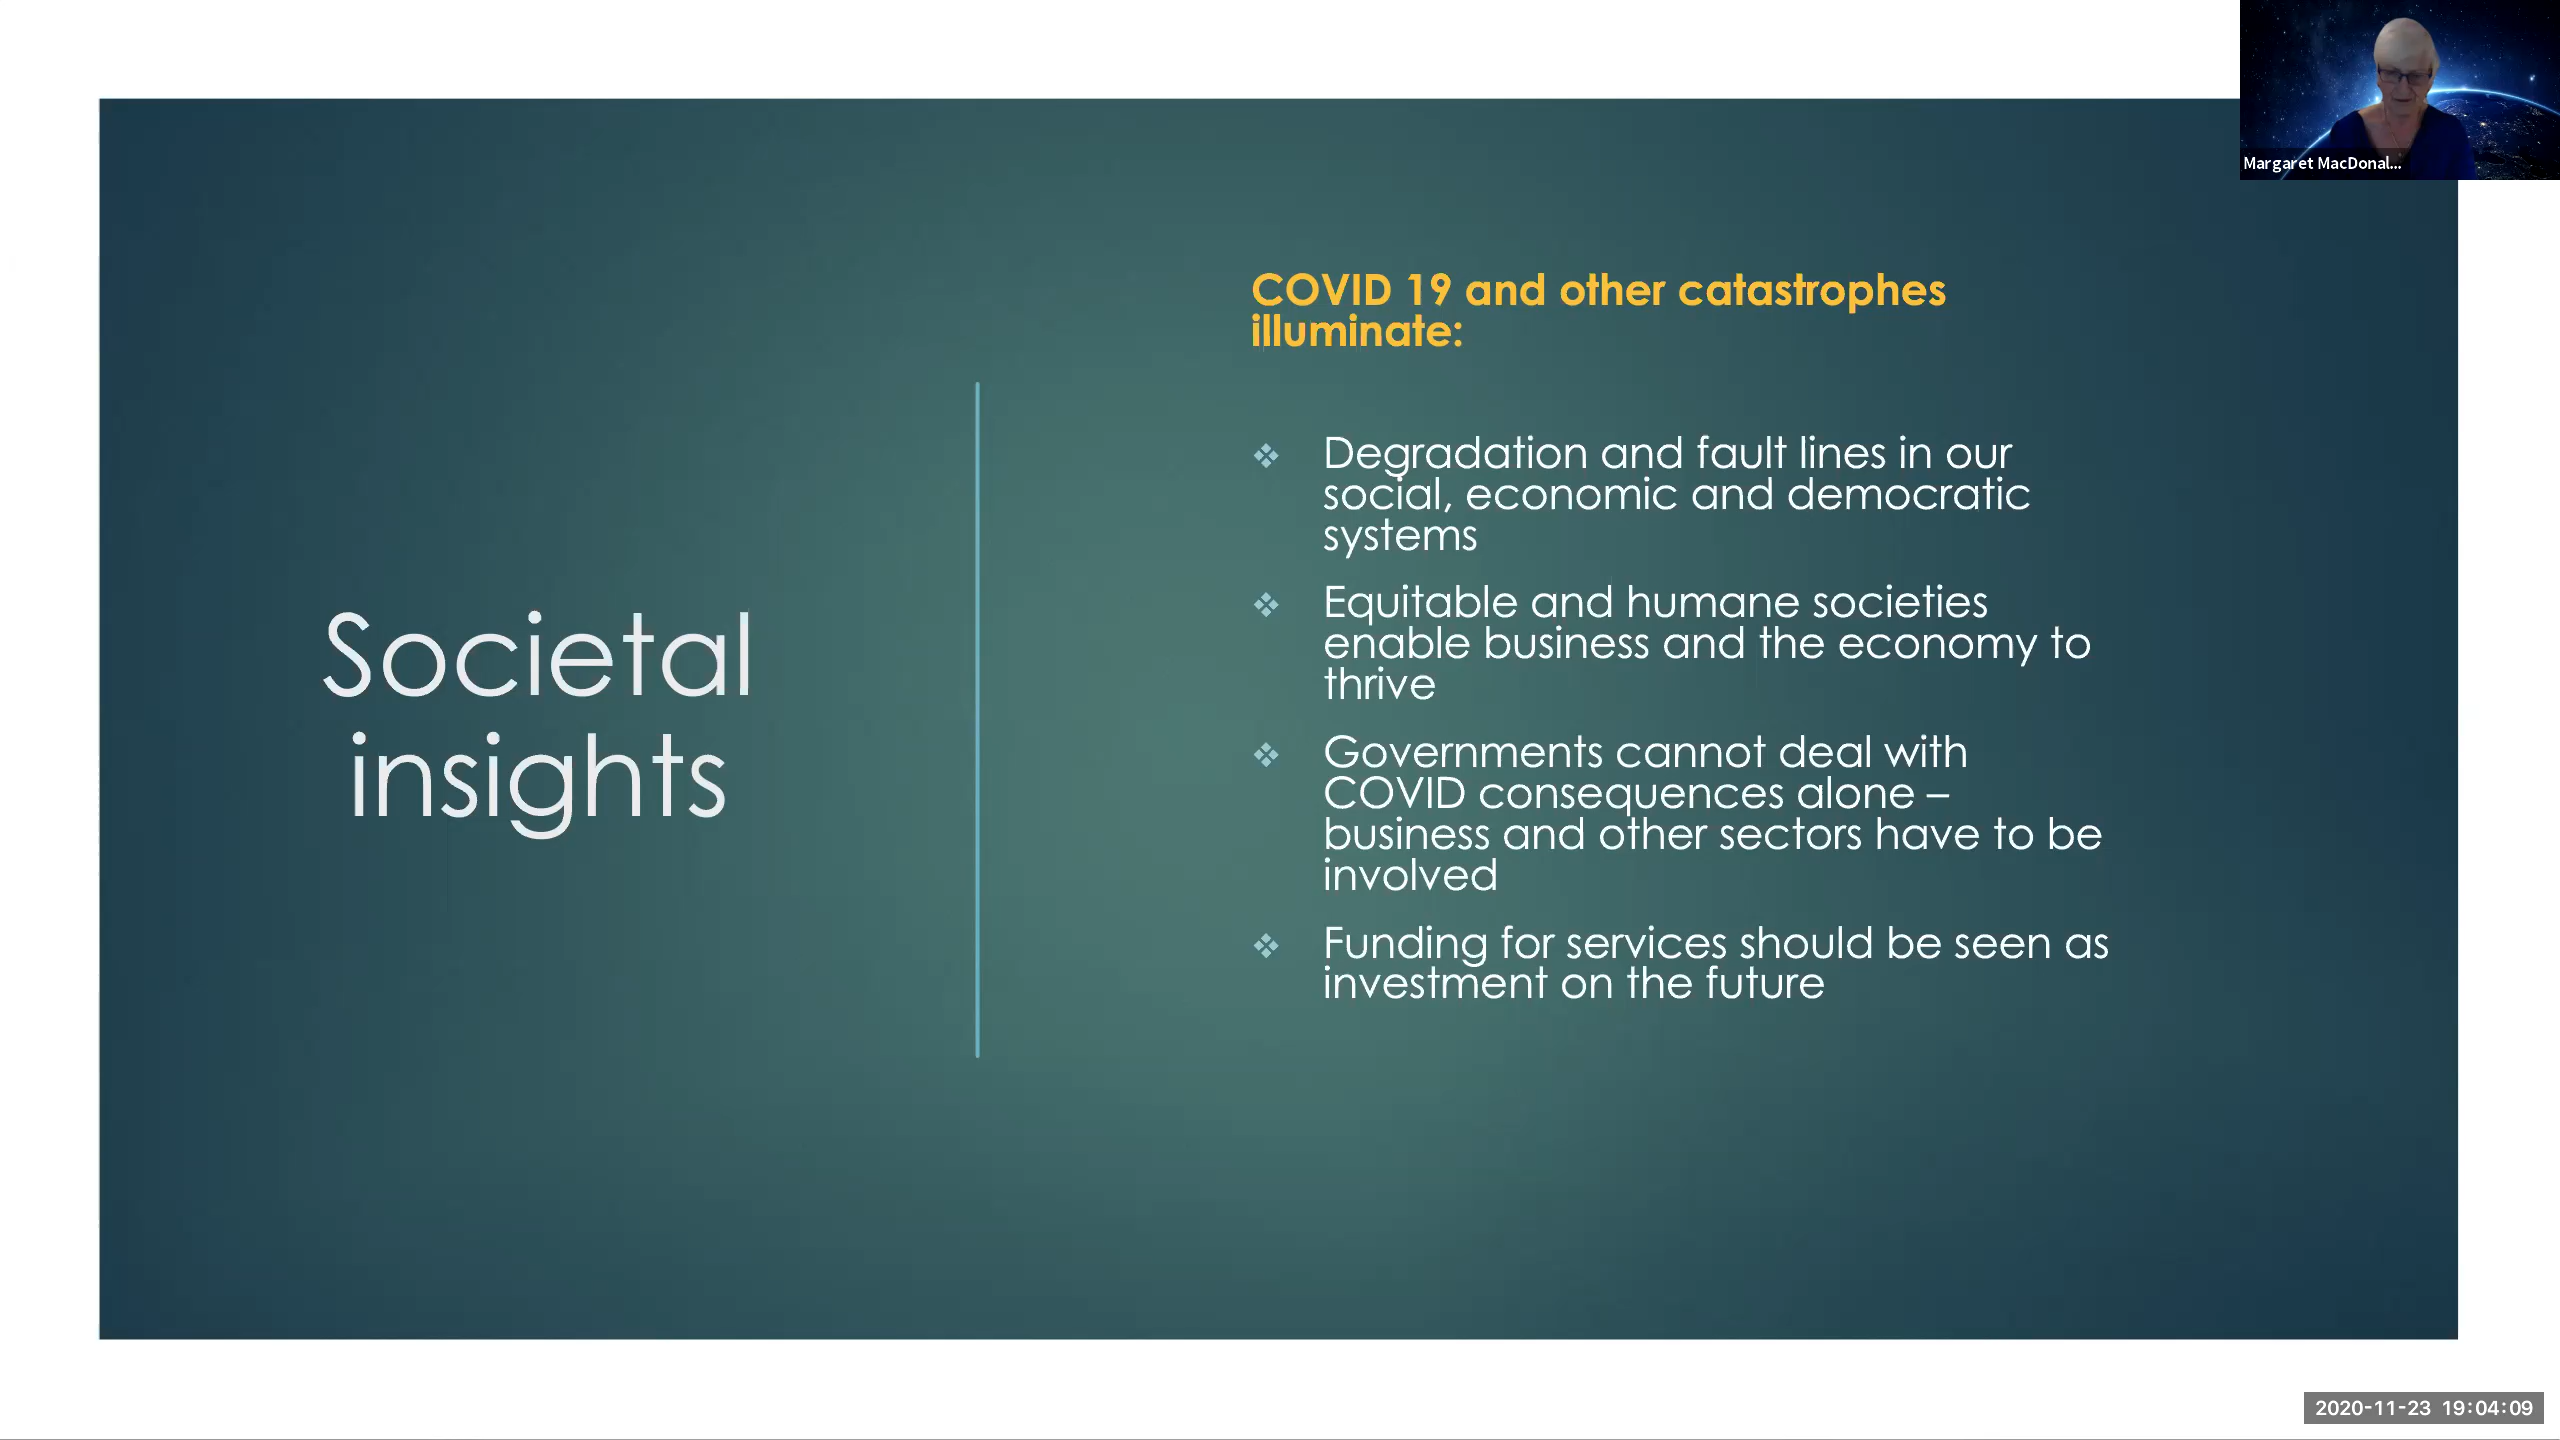 Margaret MacDonal...
Societal
insights
COVID 19 and other catastrophes
illuminate:
❖ Degradation and fault lines in our
social, economic and democratic
systems
❖ Equitable and humane societies
enable business and the economy to
thrive
❖ Governments cannot deal with
COVID consequences alone –
business and other sectors have to be
involved
❖ Funding for services should be seen as
investment on the future
2020-11-23 19:04:09